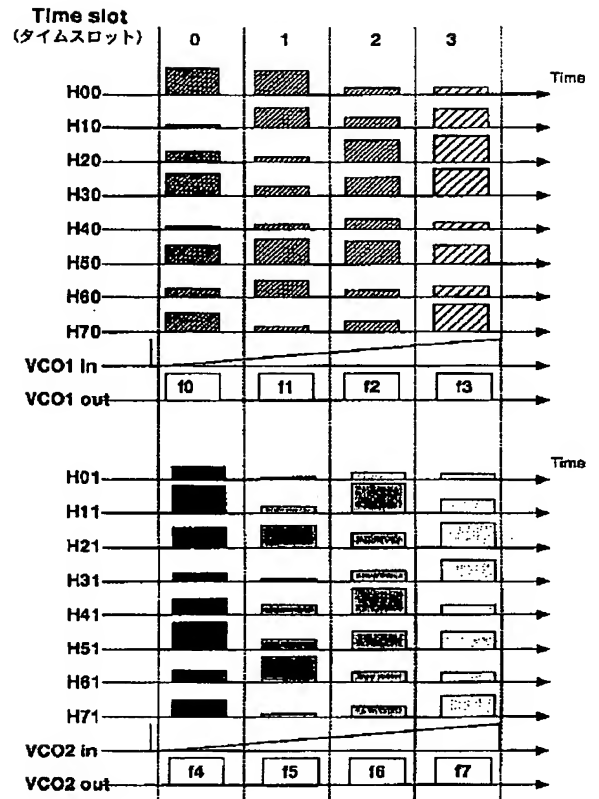 Time slot
(タイムスロット)
0 1 2 3
Time
H00
H10
H20
H30
H40
H50
H60
H70
VCO1 in
f0 f1 f2 f3
VCO1 out
Time
H01
H11
H21
H31
H41
H51
H61
H71
VCO2 in
f4 f5 f6 f7
VCO2 out